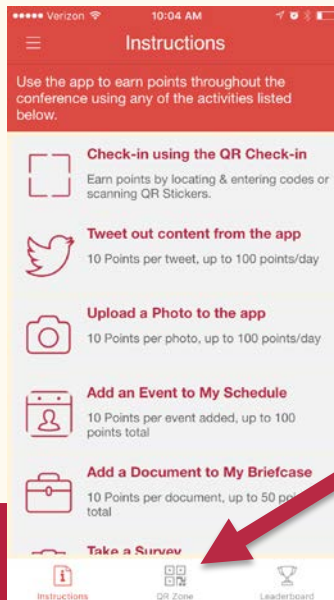 Verizon
10:04 AM
Instructions
Use the app to earn points throughout the
conference using any of the activities listed
below.
Check-in using the QR Check-in
Earn points by locating & entering codes or
scanning QR Stickers.
Tweet out content from the app
10 Points per tweet, up to 100 points/day
Upload a Photo to the app
10 Points per photo, up to 100 points/day
Add an Event to My Schedule
10 Points per event added, up to 100
points total
Add a Document to My Briefcase
10 Points per document, up to 50
total
Take a Survey
Instructions
QR Zone
Leaderboard